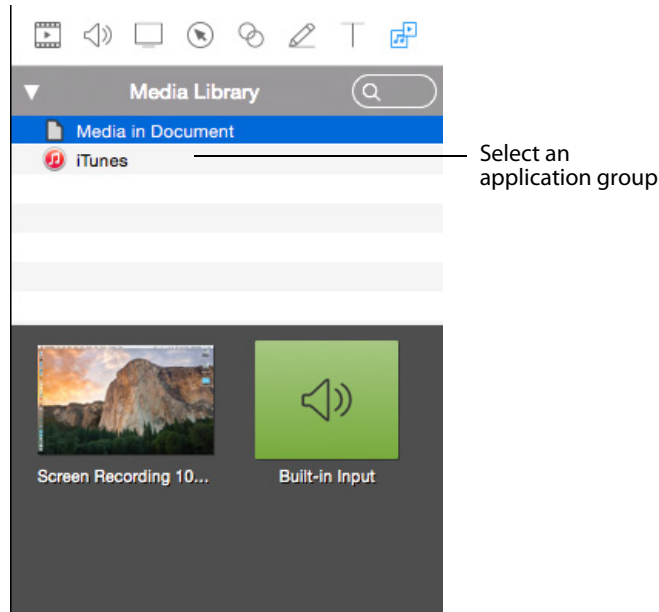 Media Library
Media in Document
iTunes
Select an
application group
Screen Recording 10...
Built-in Input